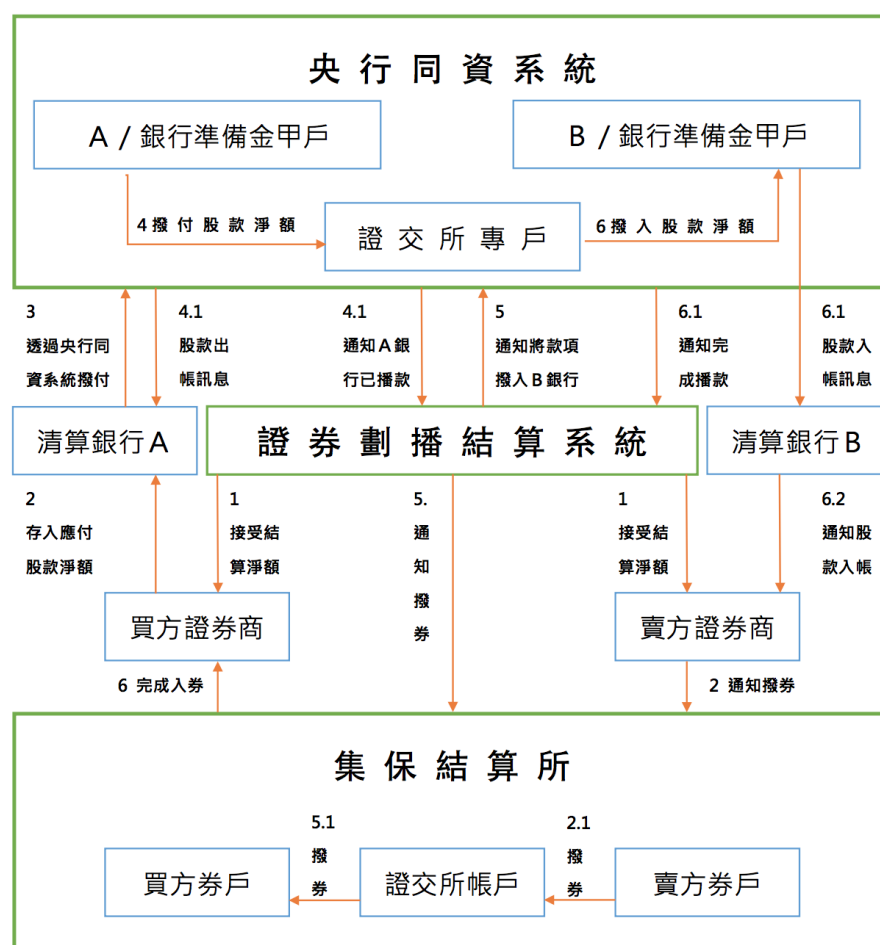 央行同資系統
A / 銀行準備金甲戶
B / 銀行準備金甲戶
4撥付股款淨額
證交所專戶
6撥入股款淨額
3
透過央行同
資系統撥付
4.1
股款出
帳訊息
4.1
通知A銀
行已播款
5
通知將款項
撥入B銀行
6.1
通知完
成播款
6.1
股款入
帳訊息
清算銀行A
證券劃播結算系統
清算銀行B
2
存入應付
股款淨額
1
接受結
算淨額
5.
通
知
撥
券
1
接受結
算淨額
6.2
通知股
款入帳
買方證券商
賣方證券商
6 完成入券
2 通知撥券
集保結算所
5.1
撥
券
2.1
撥
券
買方券戶
證交所帳戶
賣方券戶